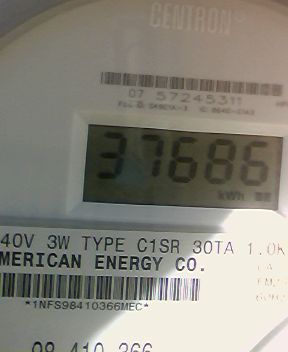 CENTRON®
07 57245311
37686
kWh
40V 3W TYPE C1SR 30TA 1.0K
MERICAN ENERGY CO.
*1NFS98410366MEC*
98 410 366